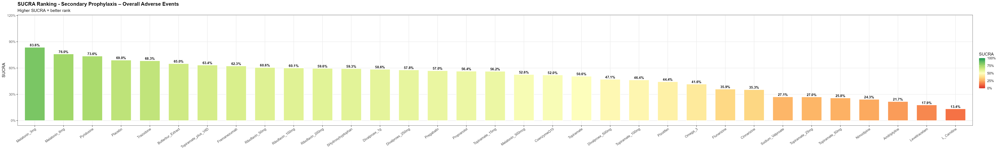 SUCRA Ranking - Secondary Prophylaxis – Overall Adverse Events
Higher SUCRA = better rank
120%
90%
60%
30%
0%
SUCRA
83.6%
76.0%
73.6%
69.0%
68.3%
65.0%
63.4%
62.3%
60.6%
60.1%
59.6%
59.3%
58.6%
57.8%
57.0%
56.4%
56.2%
52.6%
52.0%
50.6%
47.1%
46.4%
44.4%
41.6%
35.9%
35.3%
27.1%
27.0%
25.8%
24.3%
21.7%
17.9%
13.4%
Melatonin_3mg
Melatonin_6mg
Pyridoxine
Placebo
Trazodone
Butterbur_Extract
Topiramate_plus_VitD
Fremanezumab
Riboflavin_50mg
Riboflavin_100mg
Riboflavin_200mg
5Hydroxytryptophan
Divalproex_1g
Divalproex_250mg
Pregabalin
Propranolol
Topiramate_15mg
Melatonin_300mcg
CoenzymeQ10
Topiramate
Divalproex_500mg
Topiramate_100mg
Pizotifen
Omega_3
Flunarizine
Cinnarizine
Sodium_Valproate
Topiramate_25mg
Topiramate_50mg
Nimodipine
Amitriptyline
Levetiracetam
L_Carnitine
SUCRA
100%
75%
50%
25%
0%